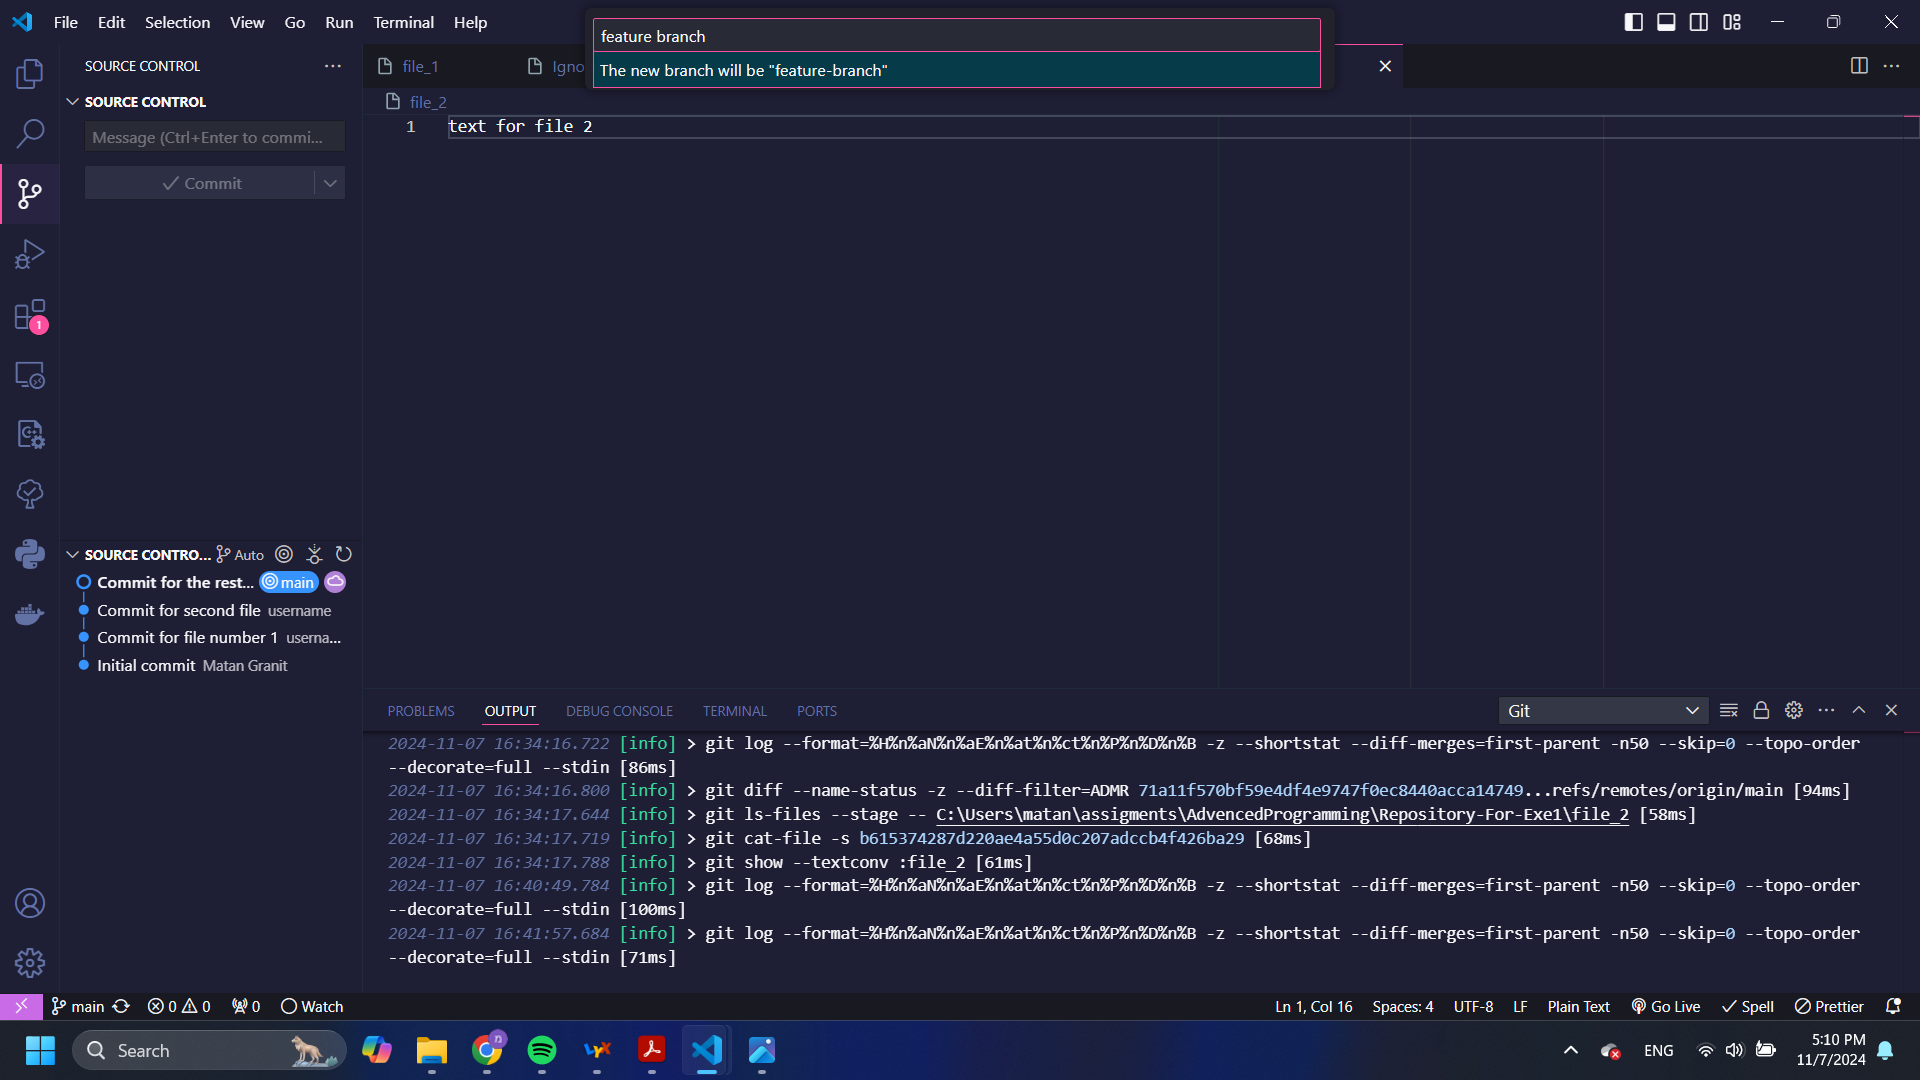 File Edit Selection View Go Run Terminal Help
feature branch
The new branch will be "feature-branch"
SOURCE CONTROL
file_1
Igno
SOURCE CONTROL
file_2
Message (Ctrl+Enter to commi...
1 text for file 2
Commit
1
SOURCE CONTRO... Auto
Commit for the rest... main
Commit for second file username
Commit for file number 1 userna...
Initial commit Matan Granit
PROBLEMS OUTPUT DEBUG CONSOLE TERMINAL PORTS Git
2024-11-07 16:34:16.722 [info] > git log --format=%H%n%aN%n%aE%n%at%n%ct%n%P%n%D%n%B -z --shortstat --diff-merges=first-parent -n50 --skip=0 --topo-order
--decorate=full --stdin [86ms]
2024-11-07 16:34:16.800 [info] > git diff --name-status -z --diff-filter=ADMR 71a11f570bf59e4df4e9747f0ec8440acca14749...refs/remotes/origin/main [94ms]
2024-11-07 16:34:17.644 [info] > git ls-files --stage -- C:\Users\matan\assigments\AdvencedProgramming\Repository-For-Exe1\file_2 [58ms]
2024-11-07 16:34:17.719 [info] > git cat-file -s b615374287d220ae4a55d0c207adccb4f426ba29 [68ms]
2024-11-07 16:34:17.788 [info] > git show --textconv :file_2 [61ms]
2024-11-07 16:40:49.784 [info] > git log --format=%H%n%aN%n%aE%n%at%n%ct%n%P%n%D%n%B -z --shortstat --diff-merges=first-parent -n50 --skip=0 --topo-order
--decorate=full --stdin [100ms]
2024-11-07 16:41:57.684 [info] > git log --format=%H%n%aN%n%aE%n%at%n%ct%n%P%n%D%n%B -z --shortstat --diff-merges=first-parent -n50 --skip=0 --topo-order
--decorate=full --stdin [71ms]
main 0 0 0 Watch Ln 1, Col 16 Spaces: 4 UTF-8 LF Plain Text Go Live Spell Prettier
Search
n
LyX
ENG
5:10 PM
11/7/2024